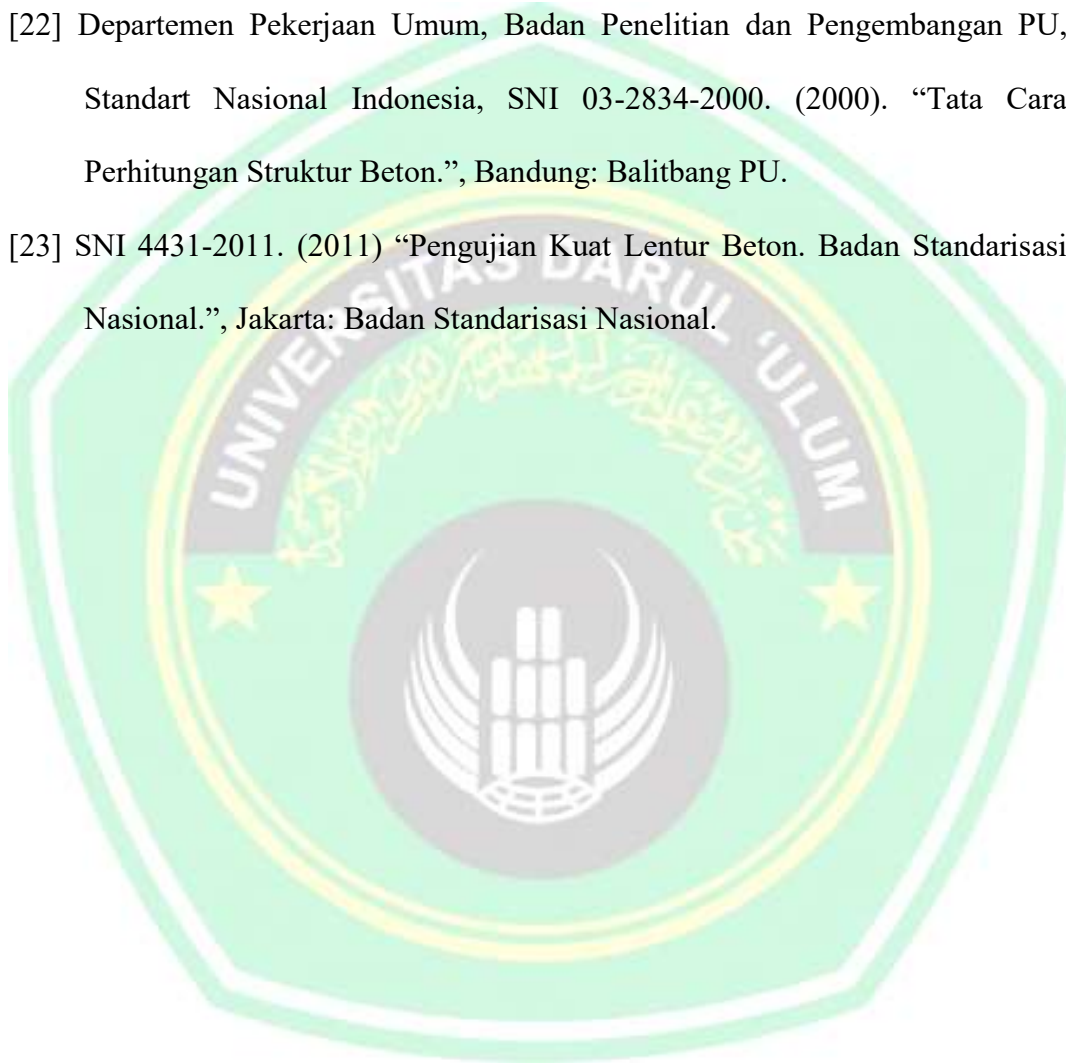 [22] Departemen Pekerjaan Umum, Badan Penelitian dan Pengembangan PU,
Standart Nasional Indonesia, SNI 03-2834-2000. (2000). “Tata Cara
Perhitungan Struktur Beton.”, Bandung: Balitbang PU.
[23] SNI 4431-2011. (2011) “Pengujian Kuat Lentur Beton. Badan Standarisasi
Nasional.”, Jakarta: Badan Standarisasi Nasional.
UNIVERSITAS DARUL ‘ULUM